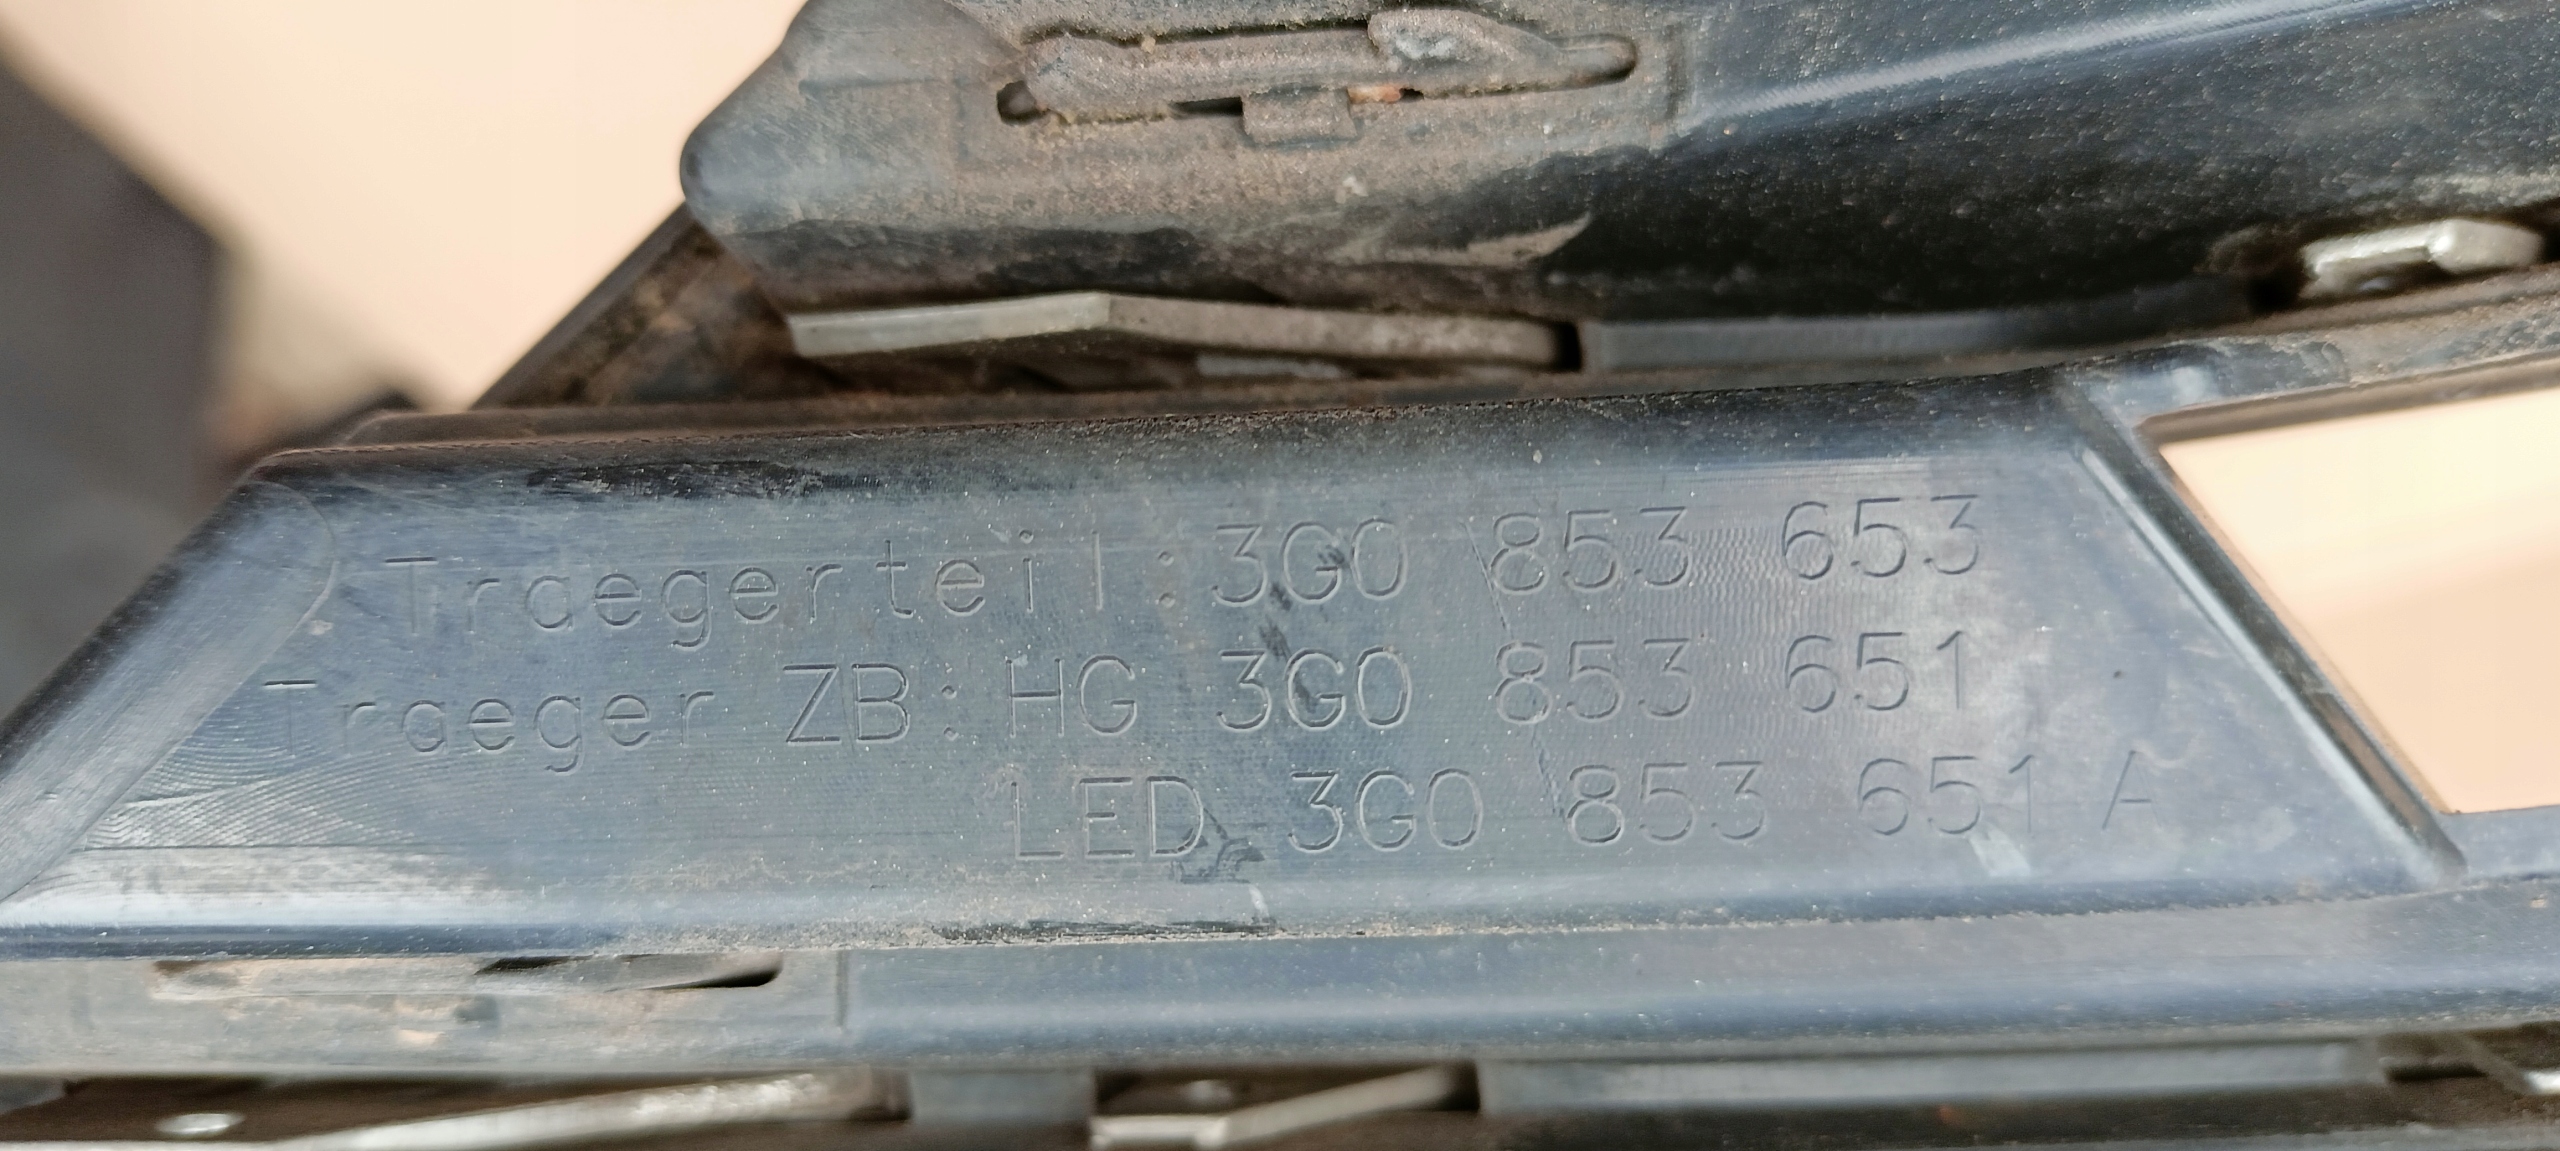 Traegerteil: 3G0 853 653
Traeger ZB: HG 3G0 853 651
LED 3G0 853 651 A